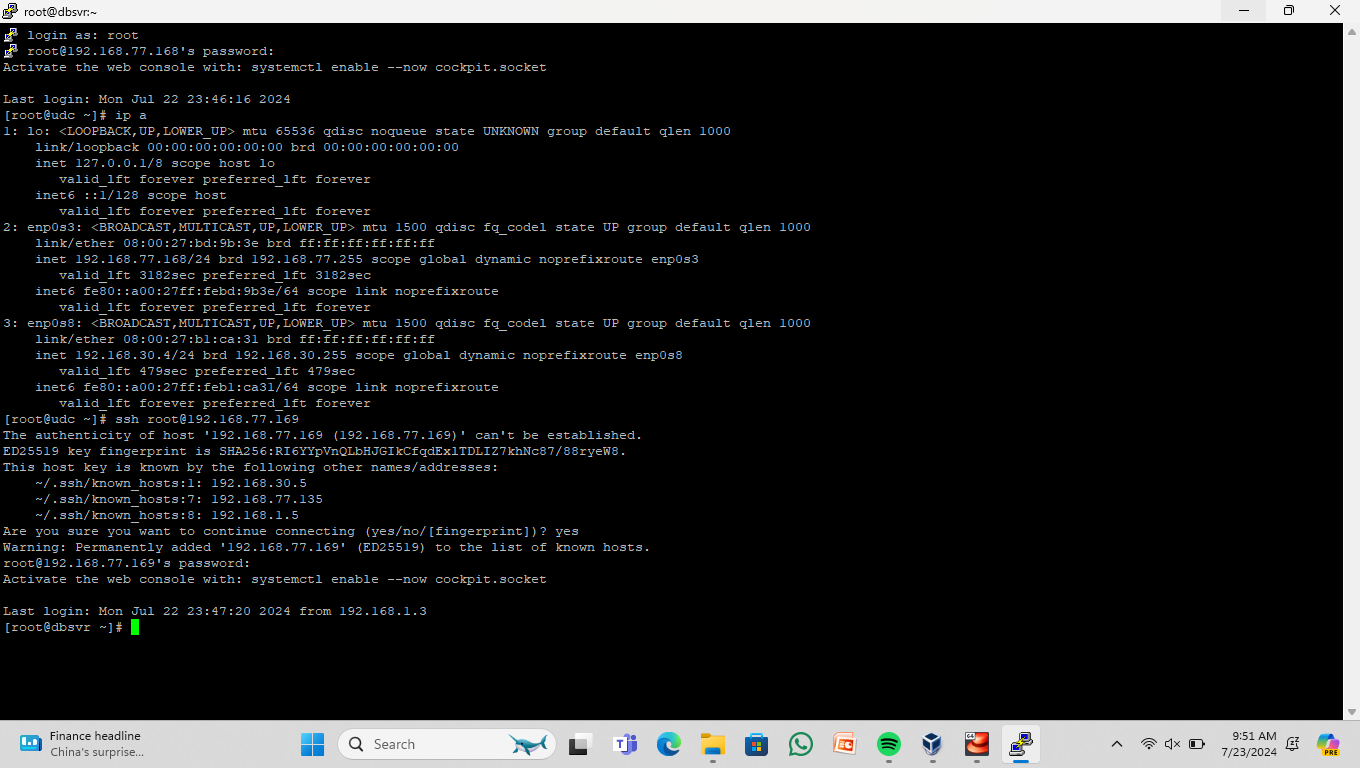 root@dbsvr:~
login as: root
root@192.168.77.168's password:
Activate the web console with: systemctl enable --now cockpit.socket
Last login: Mon Jul 22 23:46:16 2024
[root@udc ~]# ip a
1: lo: <LOOPBACK,UP,LOWER_UP> mtu 65536 qdisc noqueue state UNKNOWN group default qlen 1000
link/loopback 00:00:00:00:00:00 brd 00:00:00:00:00:00
inet 127.0.0.1/8 scope host lo
valid_lft forever preferred_lft forever
inet6 ::1/128 scope host
valid_lft forever preferred_lft forever
2: enp0s3: <BROADCAST,MULTICAST,UP,LOWER_UP> mtu 1500 qdisc fq_codel state UP group default qlen 1000
link/ether 08:00:27:bd:9b:3e brd ff:ff:ff:ff:ff:ff
inet 192.168.77.168/24 brd 192.168.77.255 scope global dynamic noprefixroute enp0s3
valid_lft 3182sec preferred_lft 3182sec
inet6 fe80::a00:27ff:febd:9b3e/64 scope link noprefixroute
valid_lft forever preferred_lft forever
3: enp0s8: <BROADCAST,MULTICAST,UP,LOWER_UP> mtu 1500 qdisc fq_codel state UP group default qlen 1000
link/ether 08:00:27:b1:ca:31 brd ff:ff:ff:ff:ff:ff
inet 192.168.30.4/24 brd 192.168.30.255 scope global dynamic noprefixroute enp0s8
valid_lft 479sec preferred_lft 479sec
inet6 fe80::a00:27ff:feb1:ca31/64 scope link noprefixroute
valid_lft forever preferred_lft forever
[root@udc ~]# ssh root@192.168.77.169
The authenticity of host '192.168.77.169 (192.168.77.169)' can't be established.
ED25519 key fingerprint is SHA256:RI6YYpVnQLbHJGIkCfqdExlTDLIZ7khNc87/88ryeW8.
This host key is known by the following other names/addresses:
~/.ssh/known_hosts:1: 192.168.30.5
~/.ssh/known_hosts:7: 192.168.77.135
~/.ssh/known_hosts:8: 192.168.1.5
Are you sure you want to continue connecting (yes/no/[fingerprint])? yes
Warning: Permanently added '192.168.77.169' (ED25519) to the list of known hosts.
root@192.168.77.169's password:
Activate the web console with: systemctl enable --now cockpit.socket
Last login: Mon Jul 22 23:47:20 2024 from 192.168.1.3
[root@dbsvr ~]#
Finance headline
China's surprise...
Search
64
PRE
9:51 AM
7/23/2024